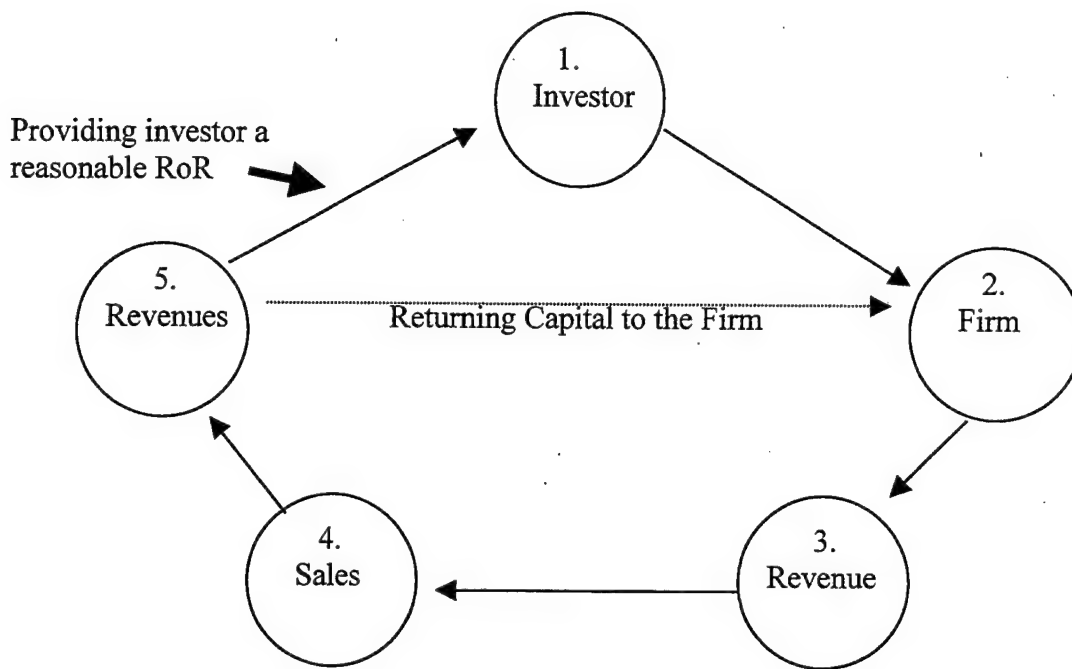 1.
Investor
Providing investor a
reasonable RoR
5.
Revenues
2.
Firm
Returning Capital to the Firm
4.
Sales
3.
Revenue